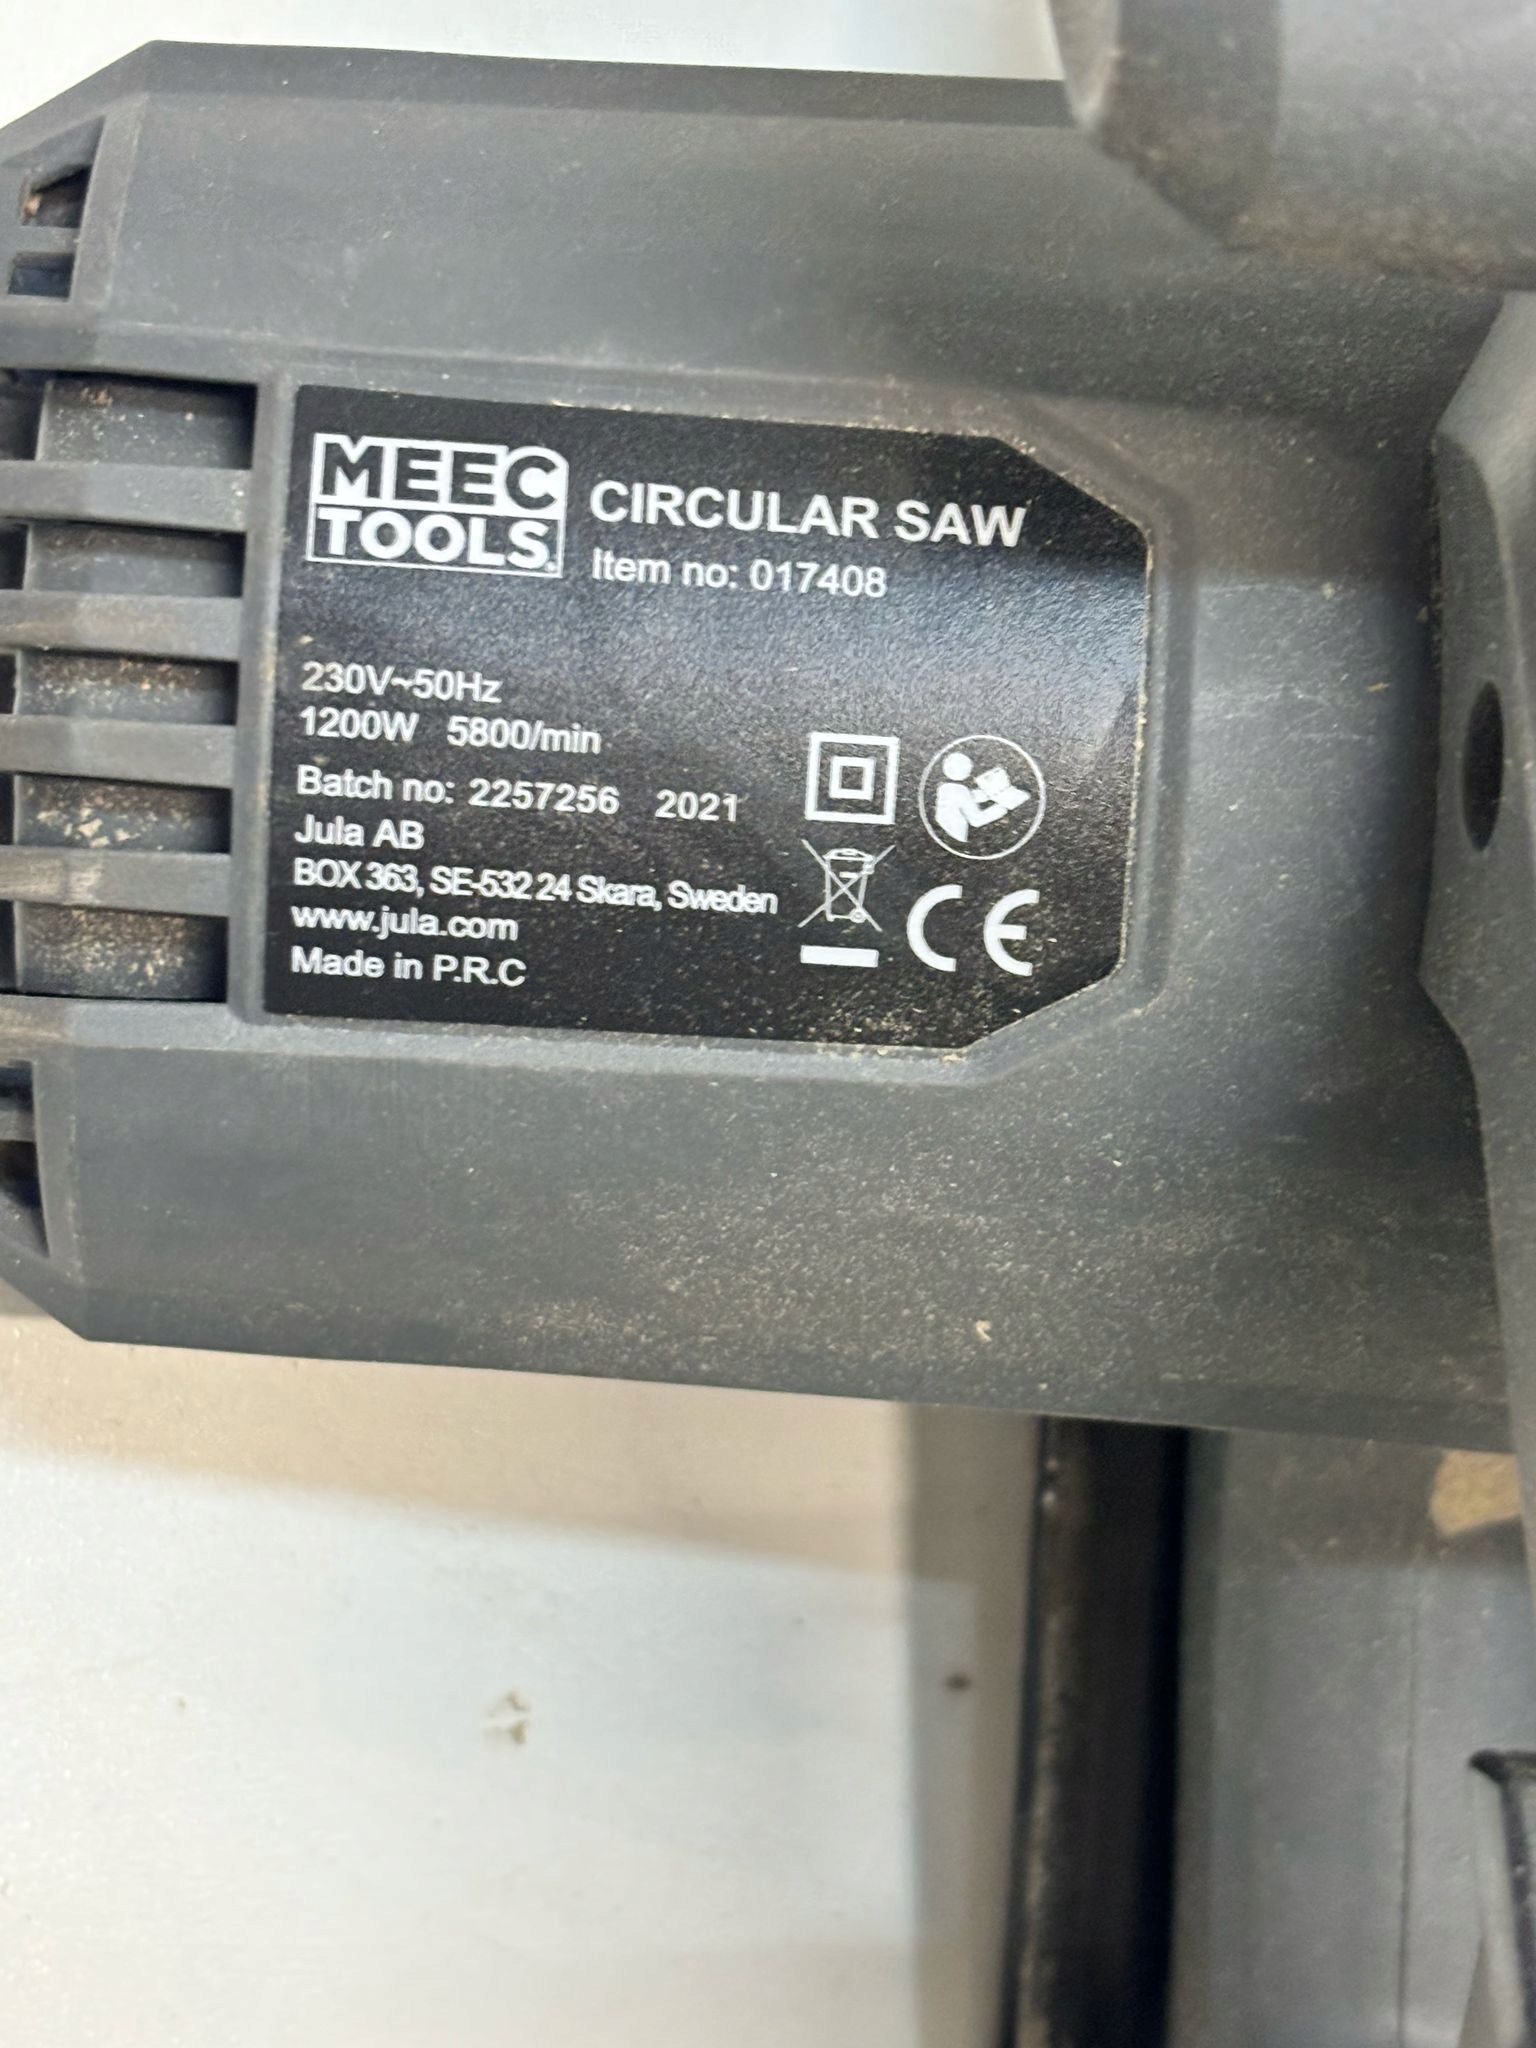 MEEC
TOOLS®
CIRCULAR SAW
Item no: 017408
230V~50Hz
1200W 5800/min
Batch no: 2257256 2021
Jula AB
BOX 363, SE-532 24 Skara, Sweden
www.jula.com
Made in P.R.C
CE